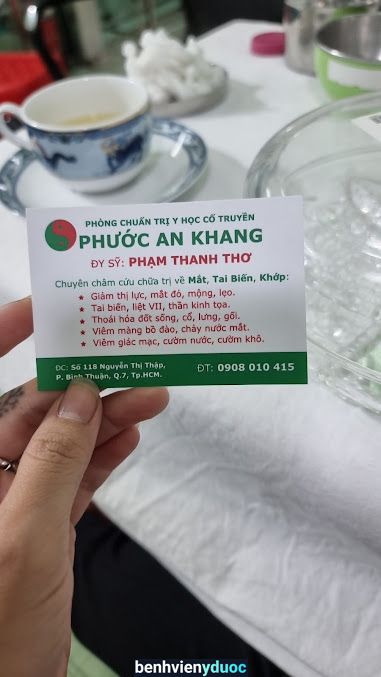 PHÒNG CHUẨN TRỊ Y HỌC CỔ TRUYỀN
PHƯỚC AN KHANG
ĐY SỸ: PHẠM THANH THƠ
Chuyên châm cứu chữa trị về Mắt, Tai Biến, Khớp:
★ Giảm thị lực, mắt đỏ, mộng, lẹo.
★ Tai biến, liệt VII, thần kinh tọa.
★ Thoái hóa đốt sống, cổ, lưng, gối.
★ Viêm màng bồ đào, chảy nước mắt.
★ Viêm giác mạc, cườm nước, cườm khô.
ĐC: Số 118 Nguyễn Thị Thập,
P. Bình Thuận, Q.7, Tp.HCM.
ĐT: 0908 010 415
benhvienyduoc